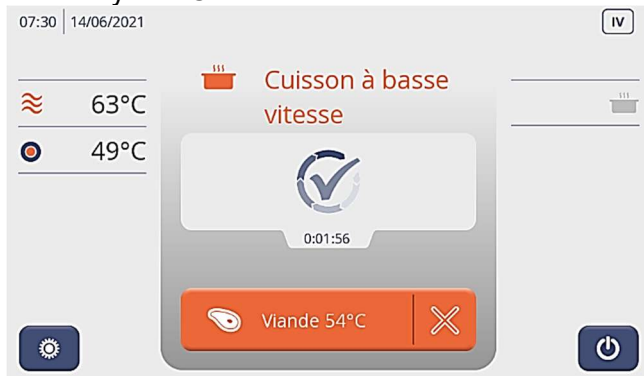 07:30 14/06/2021
IV
Cuisson à basse
vitesse
63°C
49°C
0:01:56
Viande 54°C